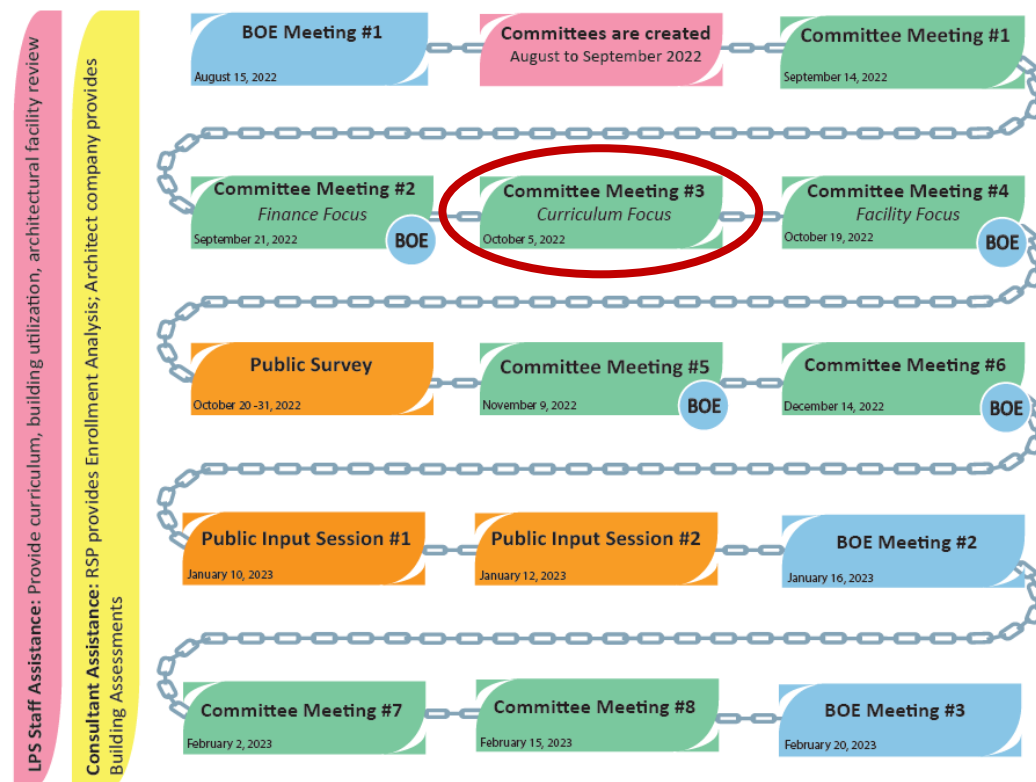 LPS Staff Assistance: Provide curriculum, building utilization, architectural facility review
Consultant Assistance: RSP provides Enrollment Analysis; Architect company provides
Building Assessments
BOE Meeting #1
August 15, 2022
Committees are created
August to September 2022
Committee Meeting #1
September 14, 2022
Committee Meeting #2
Finance Focus
September 21, 2022
BOE
Committee Meeting #3
Curriculum Focus
October 5, 2022
Committee Meeting #4
Facility Focus
October 19, 2022
BOE
Public Survey
October 20 -31, 2022
Committee Meeting #5
November 9, 2022
BOE
Committee Meeting #6
December 14, 2022
BOE
Public Input Session #1
January 10, 2023
Public Input Session #2
January 12, 2023
BOE Meeting #2
January 16, 2023
Committee Meeting #7
February 2, 2023
Committee Meeting #8
February 15, 2023
BOE Meeting #3
February 20, 2023